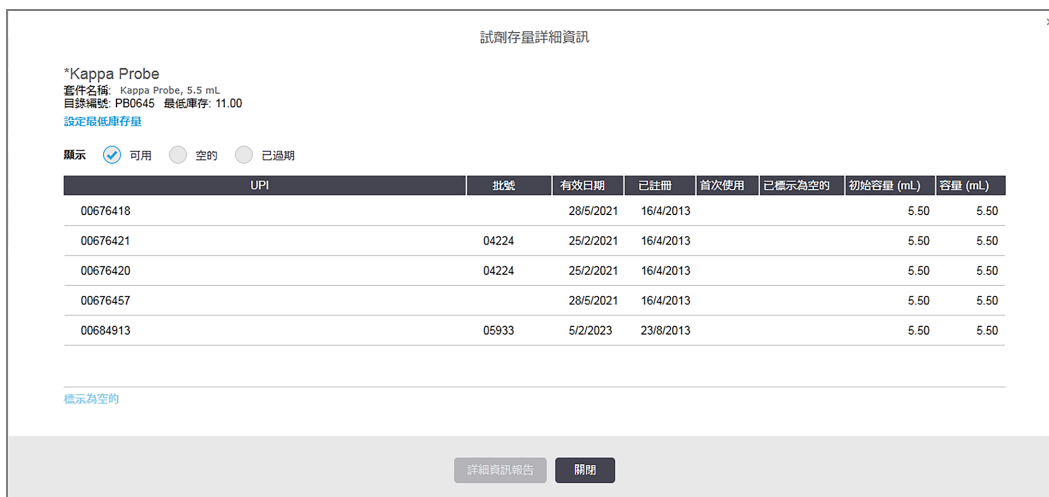 試劑存量詳細資訊
*Kappa Probe
套件名稱: Kappa Probe, 5.5 mL
目錄編號: PB0645 最低庫存: 11.00
設定最低庫存量
顯示 可用 空的 已過期
UPI 批號 有效日期 已註冊 首次使用 已標示為空的 初始容量 (mL) 容量 (mL)
00676418 28/5/2021 16/4/2013 5.50 5.50
00676421 04224 25/2/2021 16/4/2013 5.50 5.50
00676420 04224 25/2/2021 16/4/2013 5.50 5.50
00676457 28/5/2021 16/4/2013 5.50 5.50
00684913 05933 5/2/2023 23/8/2013 5.50 5.50
標示為空的
詳細資訊報告 關閉